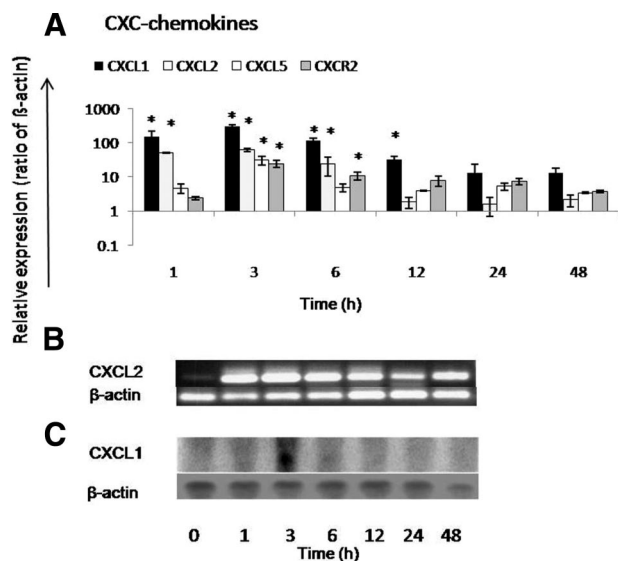 A CXC-chemokines
CXCL1 CXCL2 CXCL5 CXCR2
Relative expression (ratio of ß-actin)
1000
* * * * * * * * * *
100
10
1
0.1
1 3 6 12 24 48
Time (h)
B
CXCL2
β-actin
C
CXCL1
β-actin
0 1 3 6 12 24 48
Time (h)